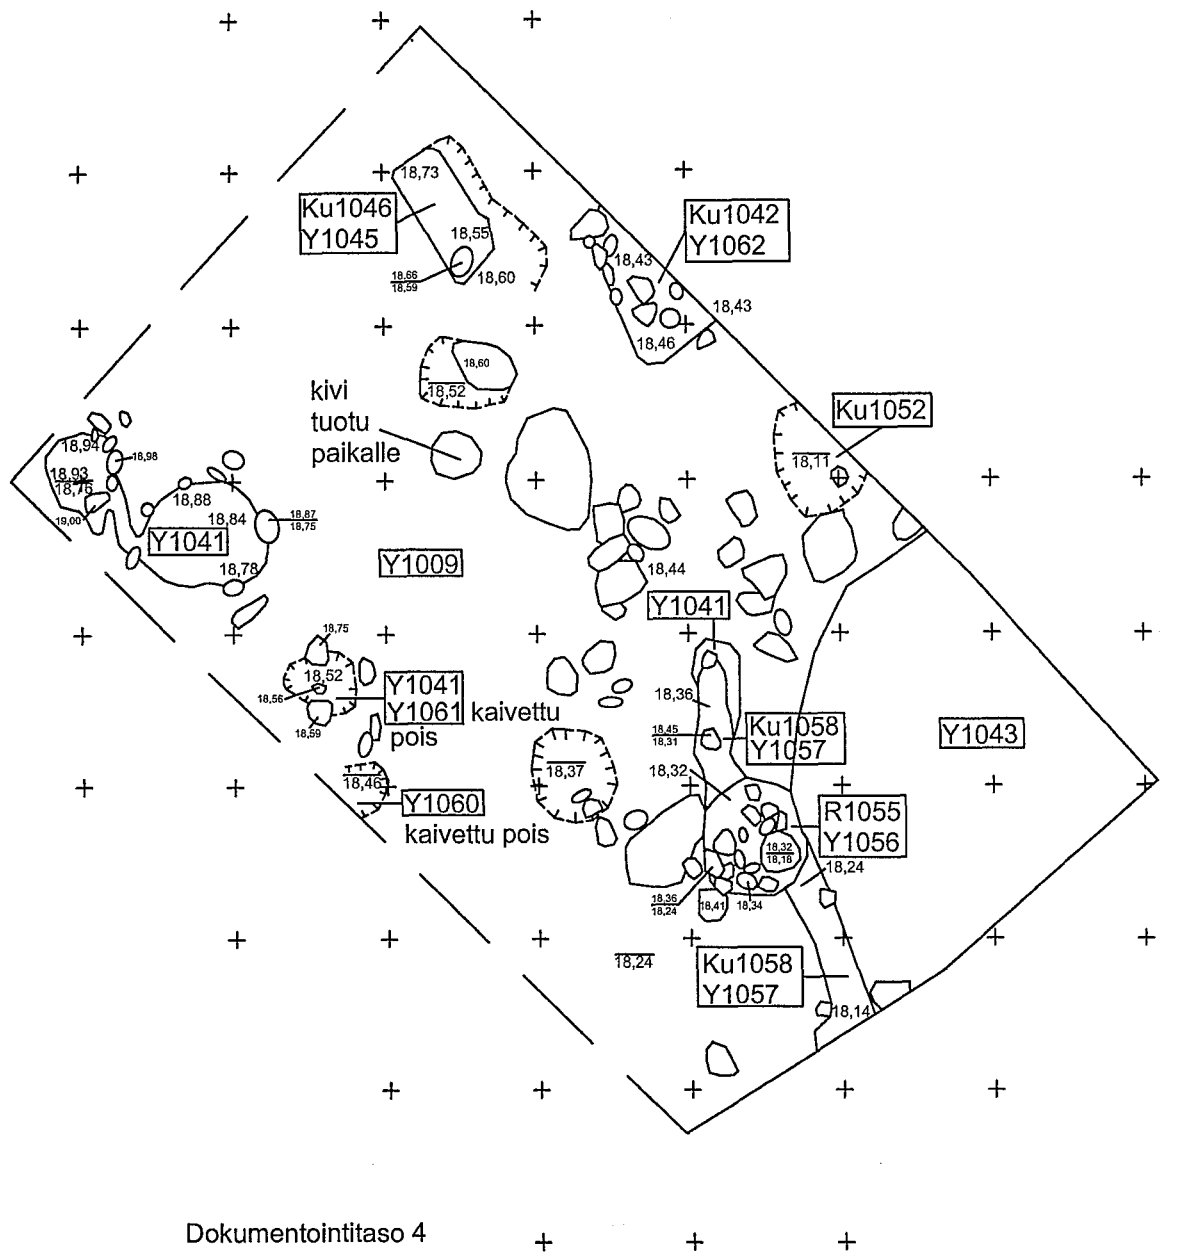 18,73
Ku1046
Y1045
18,55
18,66
18,59
18,60
Ku1042
Y1062
18,43
18,43
18,46
18,60
18,52
kivi
tuotu
paikalle
Ku1052
18,11
18,94
18,98
18,93
18,76
19,00
18,88
18,84
18,87
18,75
Y1041
18,78
Y1009
18,44
Y1041
18,75
18,52
18,56
18,59
Y1041
Y1061 kaivettu
pois
18,36
18,45
18,31
Ku1058
Y1057
Y1043
18,46
Y1060
kaivettu pois
18,37
18,32
R1055
Y1056
18,32
18,18
18,24
18,36
18,24
18,41
18,34
18,24
Ku1058
Y1057
18,14
Dokumentointitaso 4